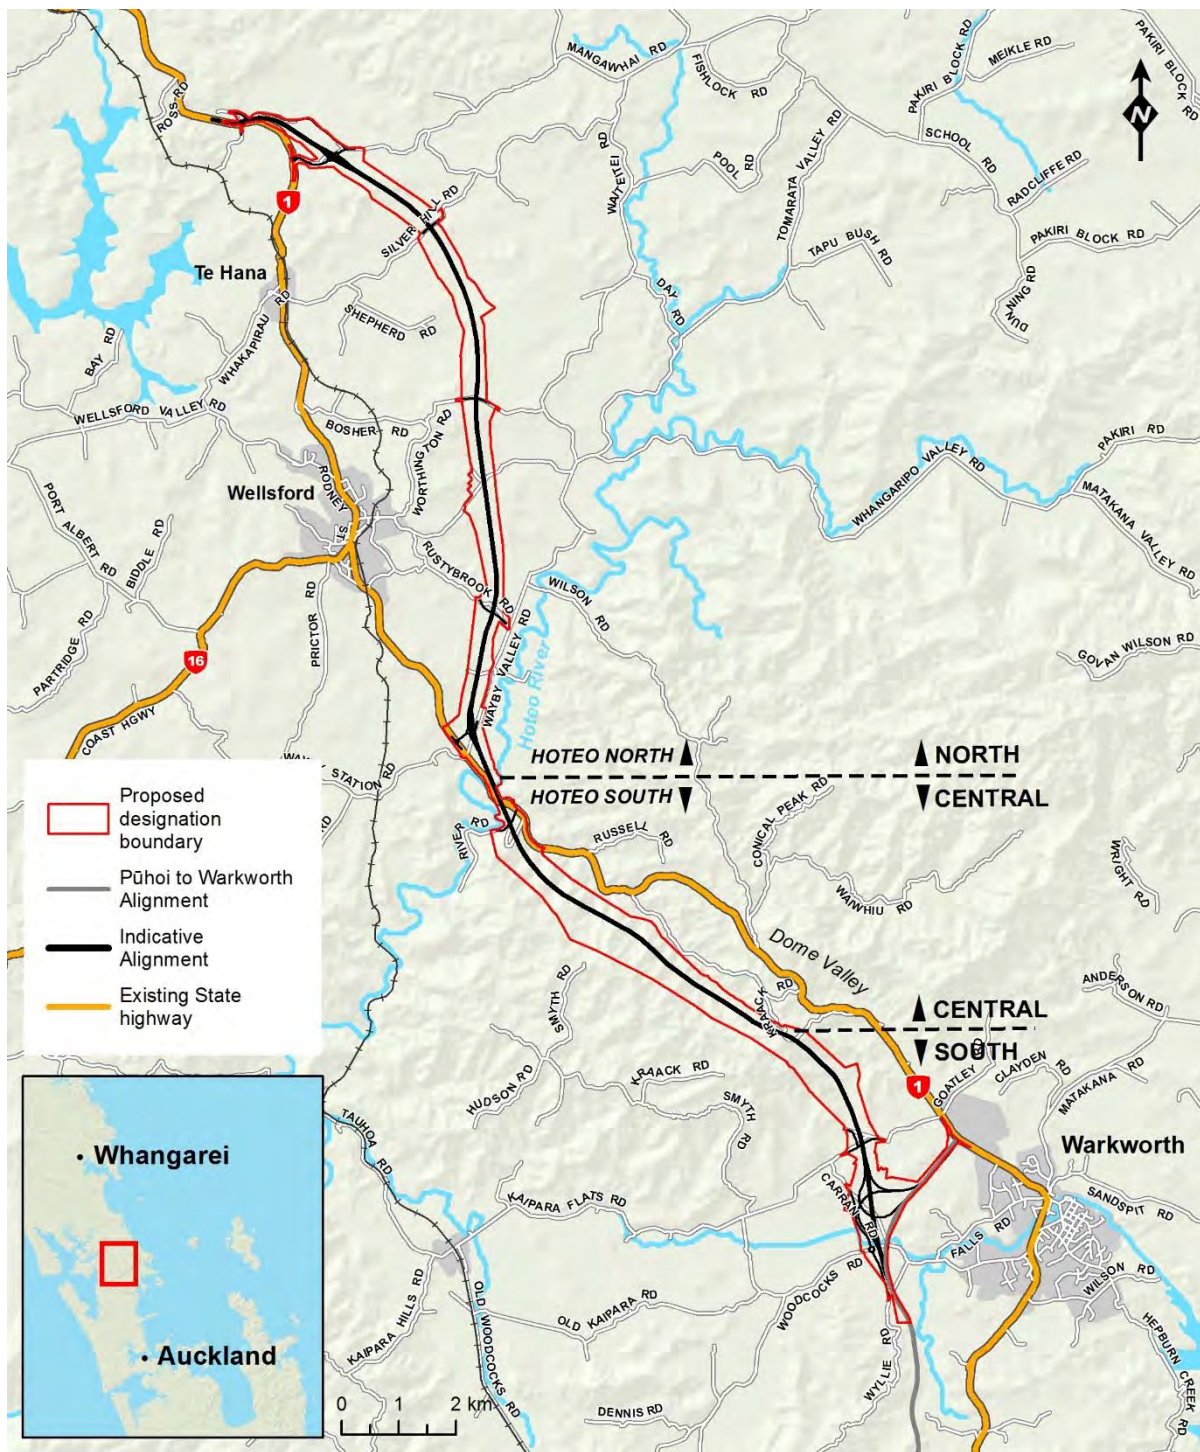 MANGAWHAI RD
FISHLOCK RD
PAKIRI BLOCK RD
MEIKLE RD
PAKIRI BLOCK RD
N
ROSS RD
WAITEITEI RD
POOL RD
TOMARATA VALLEY RD
SCHOOL RD
RADCLIFFE RD
PAKIRI BLOCK RD
1
SILVER HILL RD
TAPU BUSH RD
DUNNING RD
Te Hana
DAY RD
SHEPHERD RD
WHAKAPIRAU RD
BAY RD
WELLSFORD VALLEY RD
BOSHER RD
WORTHINGTON RD
RODNEY ST
Wellsford
WHANGARIPO VALLEY RD
PAKIRI RD
MATAKANA VALLEY RD
PORT ALBERT RD
BIDDLE RD
RUSTYBROOK RD
WILSON RD
PARTRIDGE RD
PRICTOR RD
16
WAYBY VALLEY RD
Hoteo River
GOVAN WILSON RD
COAST HGWY
STATION RD
HOTEO NORTH
NORTH
HOTEO SOUTH
CENTRAL
RIVER RD
RUSSELL RD
CONICAL PEAK RD
WAIWHIU RD
WRIGHT RD
Proposed
designation
boundary
Pūhoi to Warkworth
Alignment
Indicative
Alignment
Existing State
highway
Dome Valley
SMYTH RD
KRAACK RD
ANDERSON RD
CENTRAL
SOUTH
HUDSON RD
KRAACK RD
SMYTH RD
1
GOATLEY RD
CLAYDEN RD
MATAKANA RD
Warkworth
TAUHOA RD
KAIPARA FLATS RD
CARRAN RD
SANDSPIT RD
FALLS RD
WILSON RD
WOODCOCKS RD
OLD KAIPARA RD
KAIPARA HILLS RD
OLD WOODCOCKS RD
WYLLIE RD
HEPBURN CREEK RD
DENNIS RD
Whangarei
Auckland
0 1 2 km